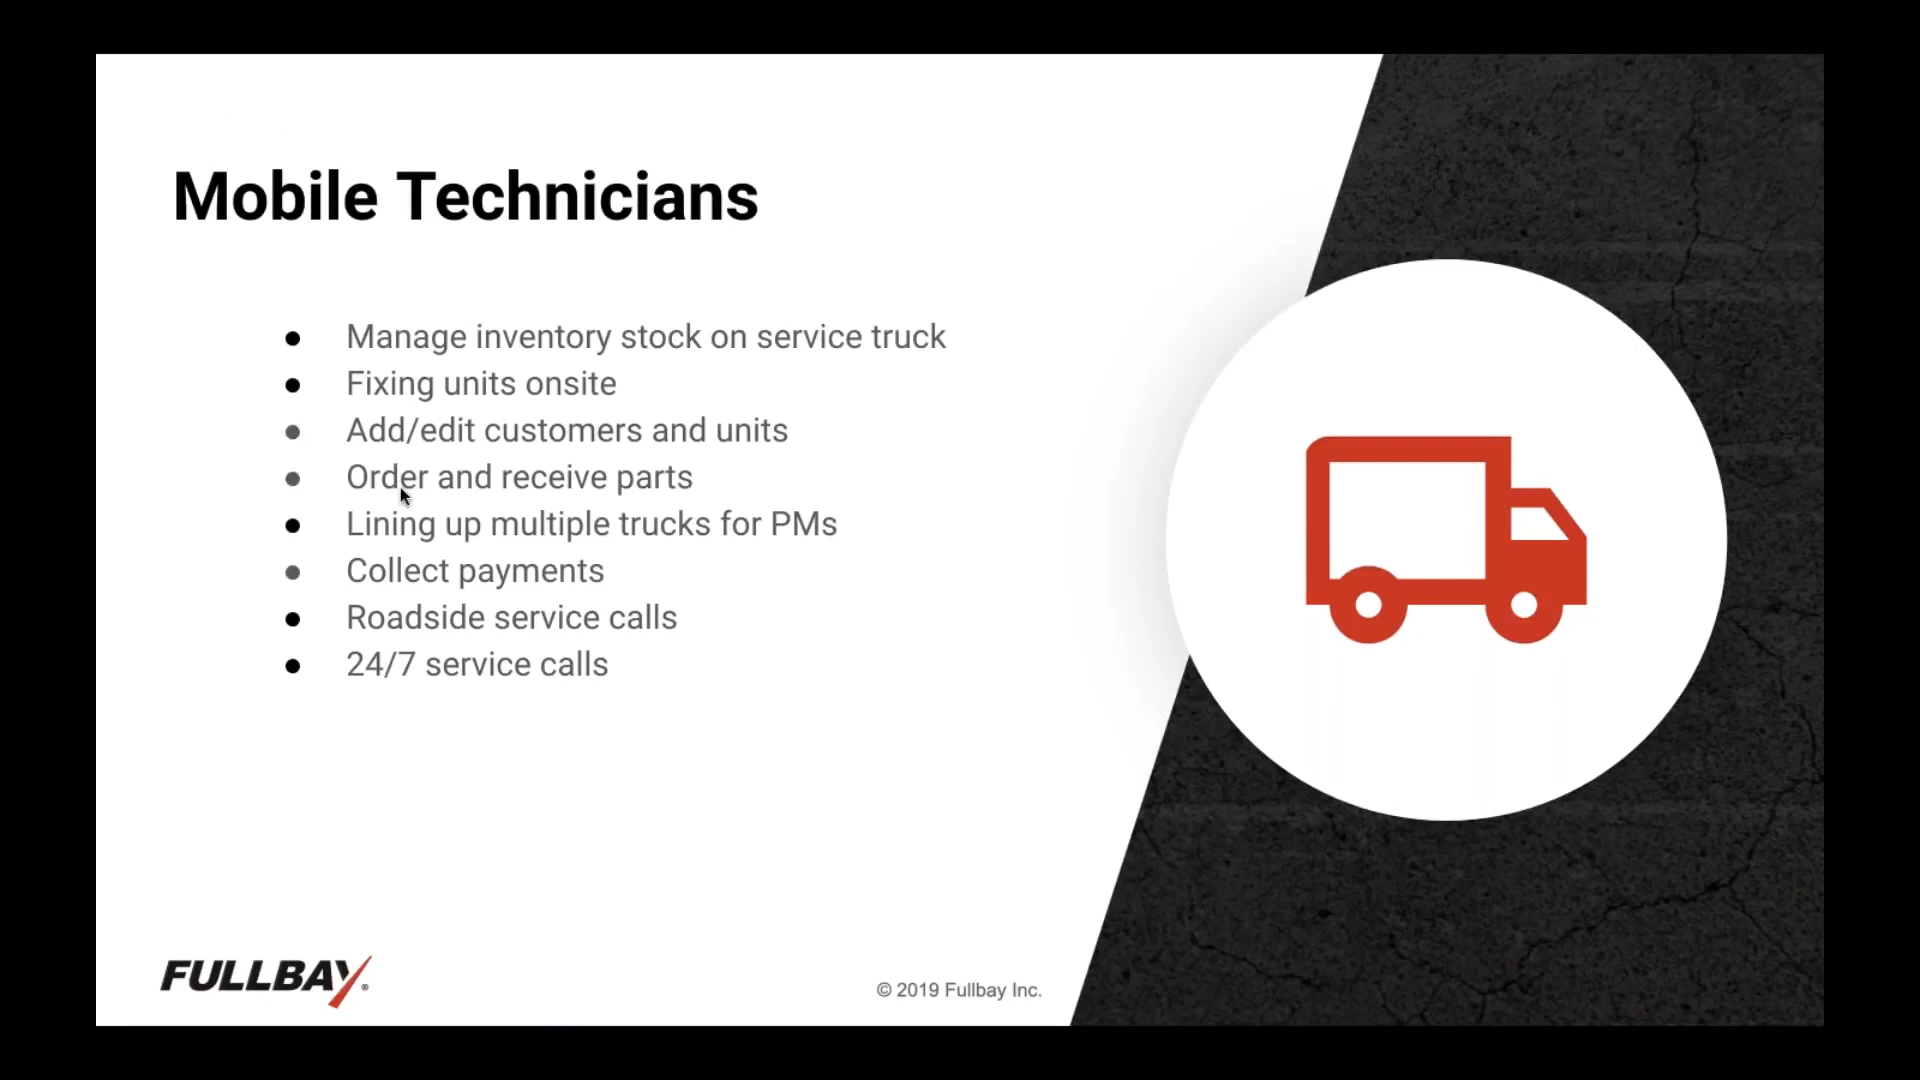 Mobile Technicians
● Manage inventory stock on service truck
● Fixing units onsite
● Add/edit customers and units
● Order and receive parts
● Lining up multiple trucks for PMs
● Collect payments
● Roadside service calls
● 24/7 service calls
FULLBAY®
© 2019 Fullbay Inc.